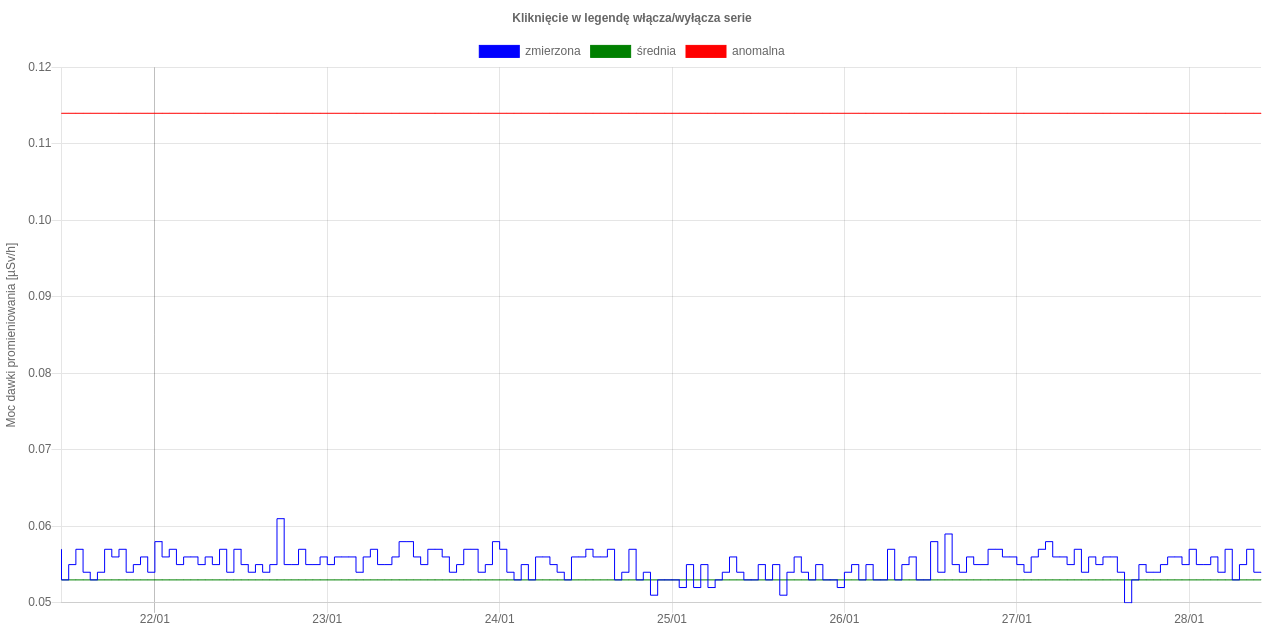 Kliknięcie w legendę włącza/wyłącza serie
zmierzona średnia anomalna
Moc dawki promieniowania [µSv/h]
0.12
0.11
0.10
0.09
0.08
0.07
0.06
0.05
22/01 23/01 24/01 25/01 26/01 27/01 28/01